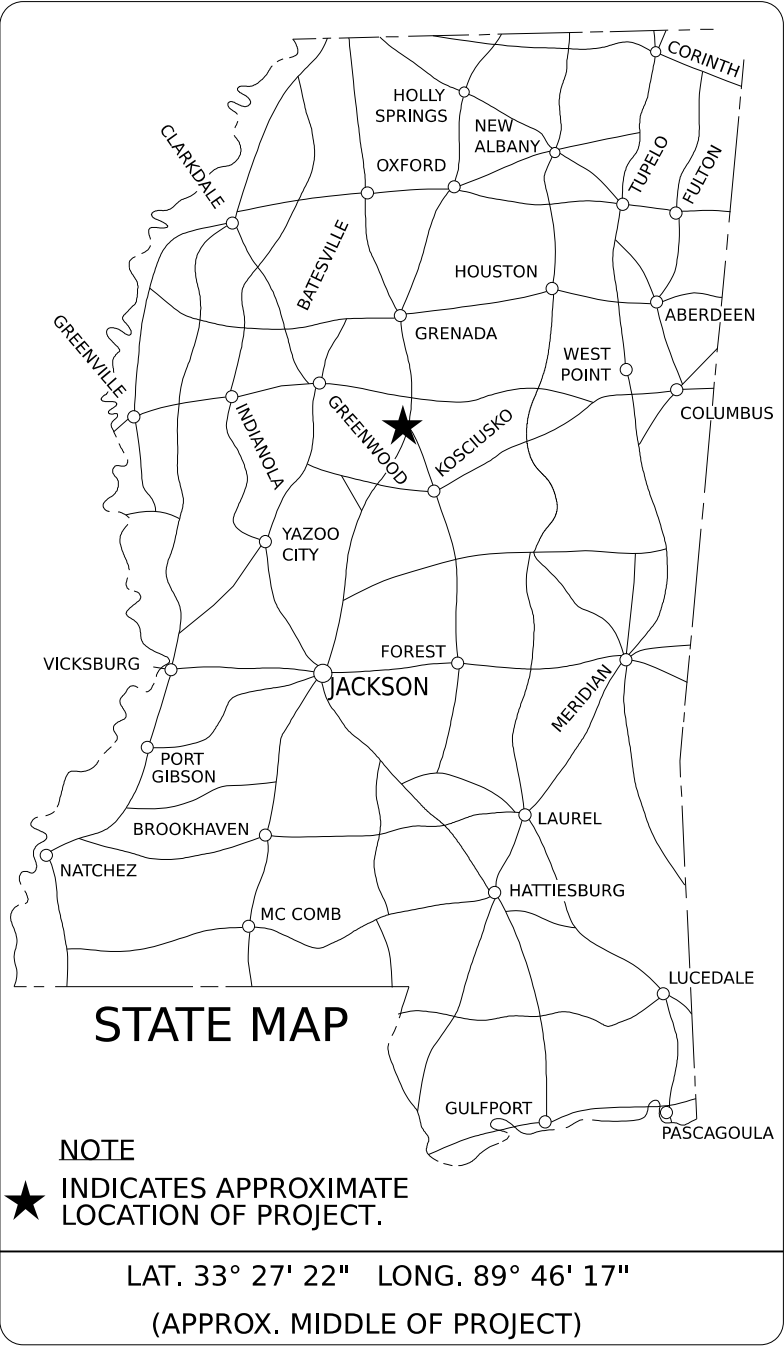 CORINTH
HOLLY
SPRINGS
NEW
ALBANY
CLARKDALE
OXFORD
TUPELO
FULTON
BATESVILLE
HOUSTON
ABERDEEN
GREENVILLE
GRENADA
WEST
POINT
COLUMBUS
INDIANOLA
GREENWOOD
KOSCIUSKO
YAZOO
CITY
VICKSBURG
FOREST
JACKSON
MERIDIAN
PORT
GIBSON
BROOKHAVEN
LAUREL
NATCHEZ
HATTIESBURG
MC COMB
LUCEDALE
STATE MAP
GULFPORT
PASCAGOULA
NOTE
INDICATES APPROXIMATE
LOCATION OF PROJECT.
LAT. 33° 27' 22" LONG. 89° 46' 17"
(APPROX. MIDDLE OF PROJECT)